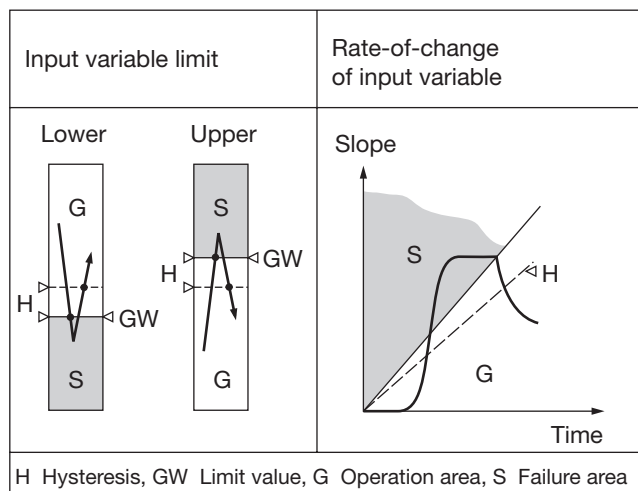 Input variable limit
Rate-of-change
of input variable
Lower
Upper
G
S
H
GW
GW
S
G
Slope
S
H
G
Time
H Hysteresis, GW Limit value, G Operation area, S Failure area